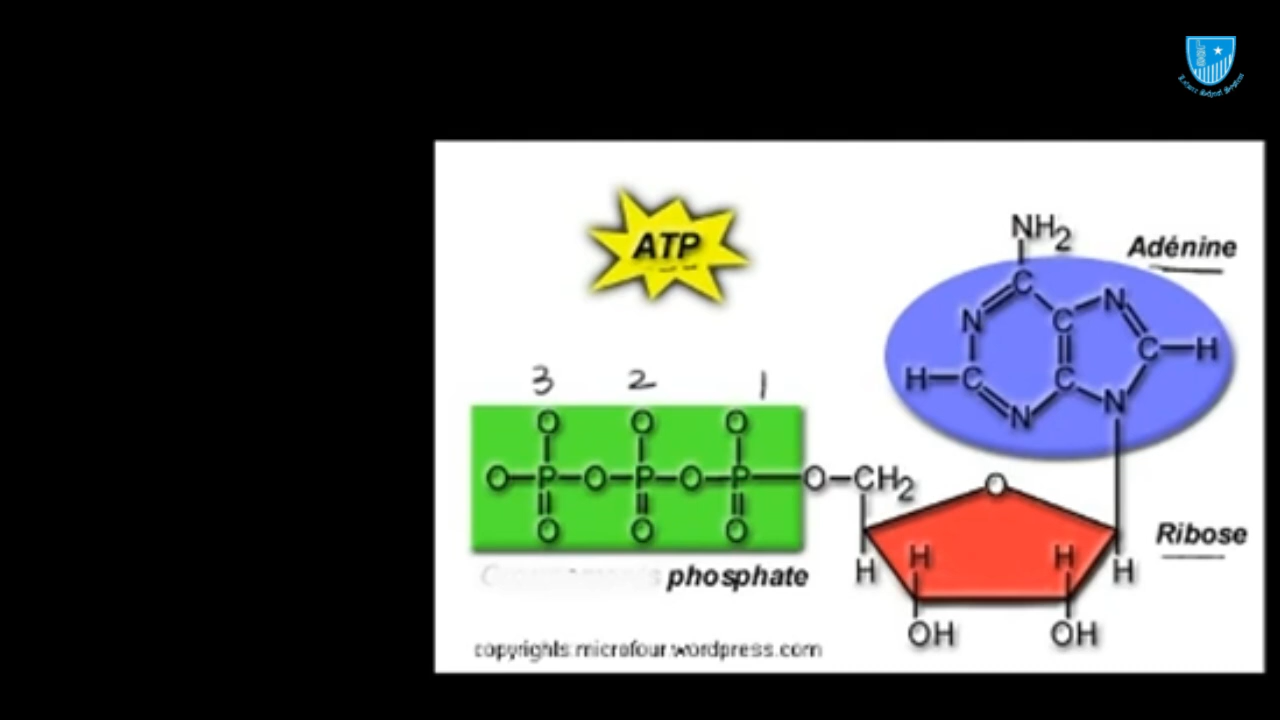 ATP
NH2
Adénine
N
C
N
C
C
H
H
C
C
N
N
3 2 1
O O O
O P O P O P O CH2
O
O O O
Ribose
H
H
H
H
phosphate
OH
OH
copyrights:microfour.wordpress.com